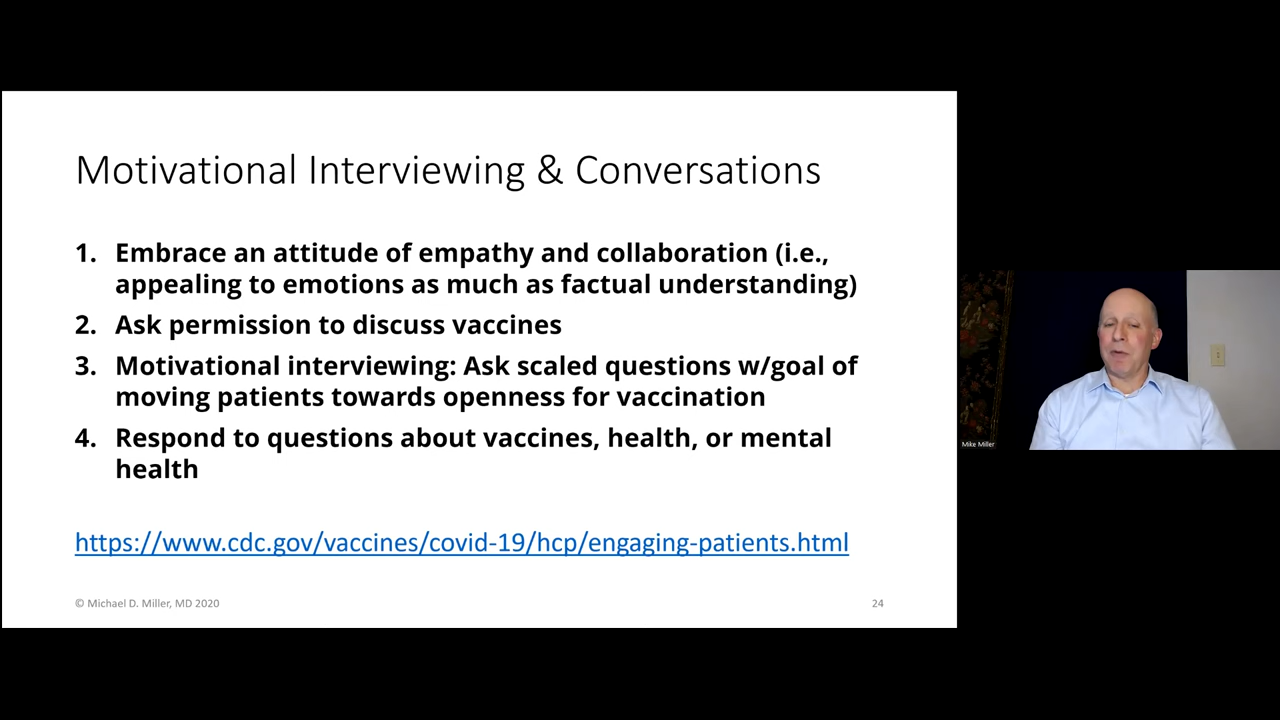 Motivational Interviewing & Conversations
1. Embrace an attitude of empathy and collaboration (i.e.,
appealing to emotions as much as factual understanding)
2. Ask permission to discuss vaccines
3. Motivational interviewing: Ask scaled questions w/goal of
moving patients towards openness for vaccination
4. Respond to questions about vaccines, health, or mental
health
https://www.cdc.gov/vaccines/covid-19/hcp/engaging-patients.html
© Michael D. Miller, MD 2020
24
Mike Miller